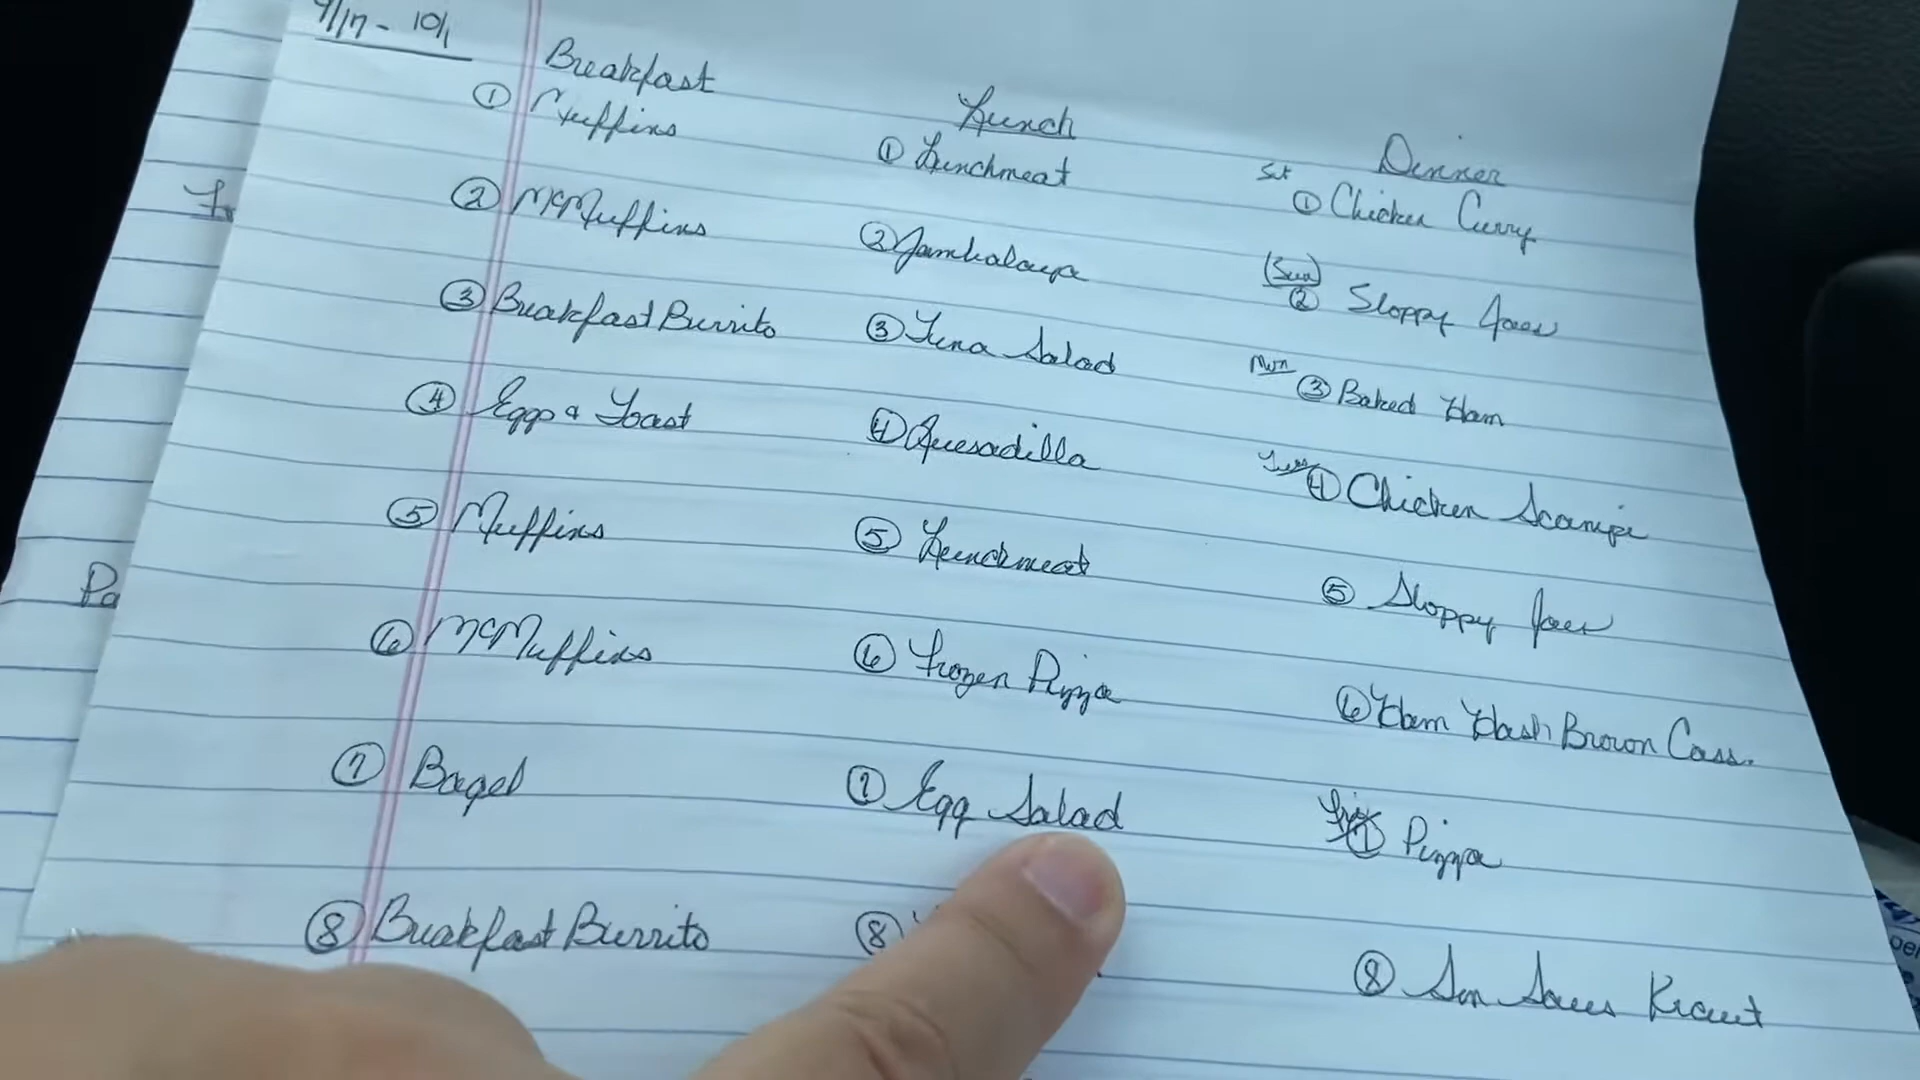 9/17 - 10/1
Breakfast
① Muffins
② McMuffins
③ Breakfast Burrito
④ Eggs & Toast
⑤ Muffins
⑥ McMuffins
⑦ Bagel
⑧ Breakfast Burrito
Lunch
① Lunchmeat
② Jambalaya
③ Tuna Salad
④ Quesadilla
⑤ Lunchmeat
⑥ Frozen Pizza
⑦ Egg Salad
⑧
Dinner
Sat ① Chicken Curry
(Sun) ② Sloppy Joes
Mon ③ Baked Ham
Tues ④ Chicken Scampi
⑤ Sloppy Joes
⑥ Ham Hash Brown Cass.
⑦ Pizza
⑧ Kraut
Pa